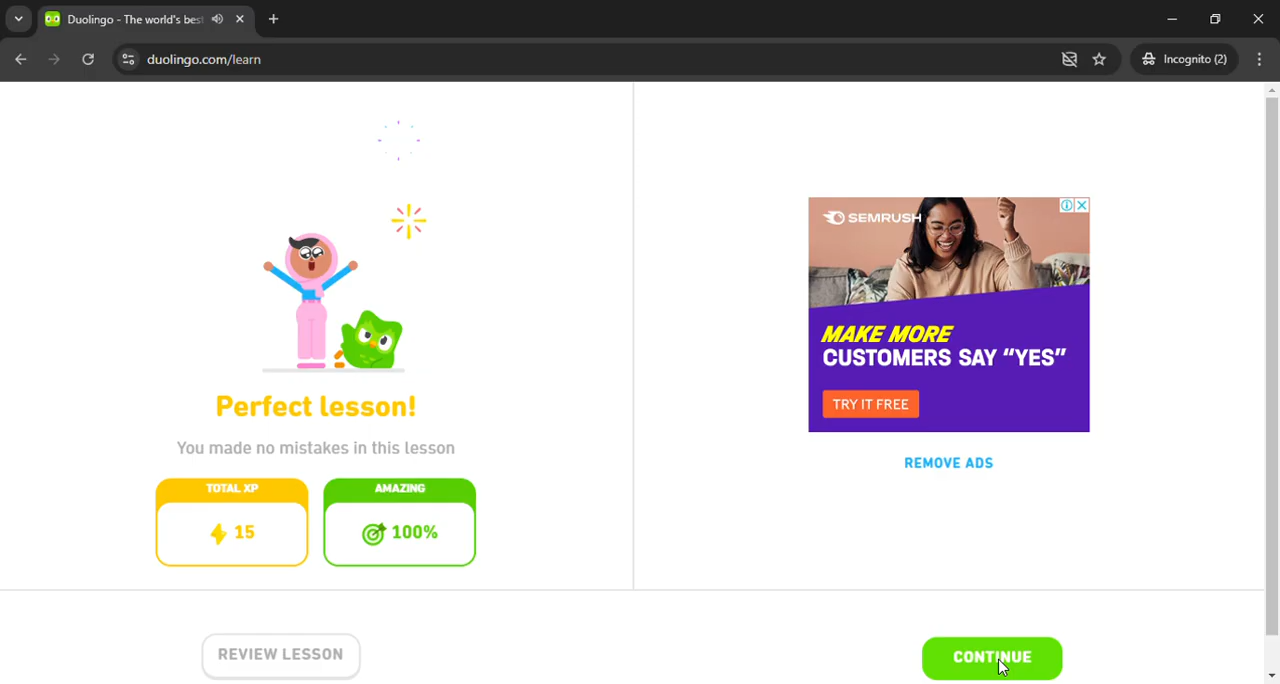 Duolingo - The world's best
duolingo.com/learn
Incognito (2)
Perfect lesson!
You made no mistakes in this lesson
TOTAL XP
15
AMAZING
100%
SEMRUSH
MAKE MORE
CUSTOMERS SAY “YES”
TRY IT FREE
REMOVE ADS
REVIEW LESSON
CONTINUE